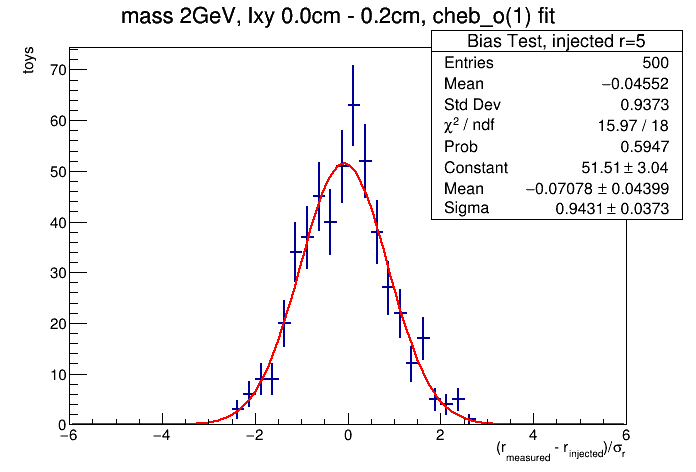 mass 2GeV, lxy 0.0cm - 0.2cm, cheb_o(1) fit
toys
Bias Test, injected r=5
Entries 500
Mean −0.04552
Std Dev 0.9373
χ² / ndf 15.97 / 18
Prob 0.5947
Constant 51.51 ± 3.04
Mean −0.07078 ± 0.04399
Sigma 0.9431 ± 0.0373
70
60
50
40
30
20
10
0
−6 −4 −2 0 2 4 6
(r_measured - r_injected)/σ_r